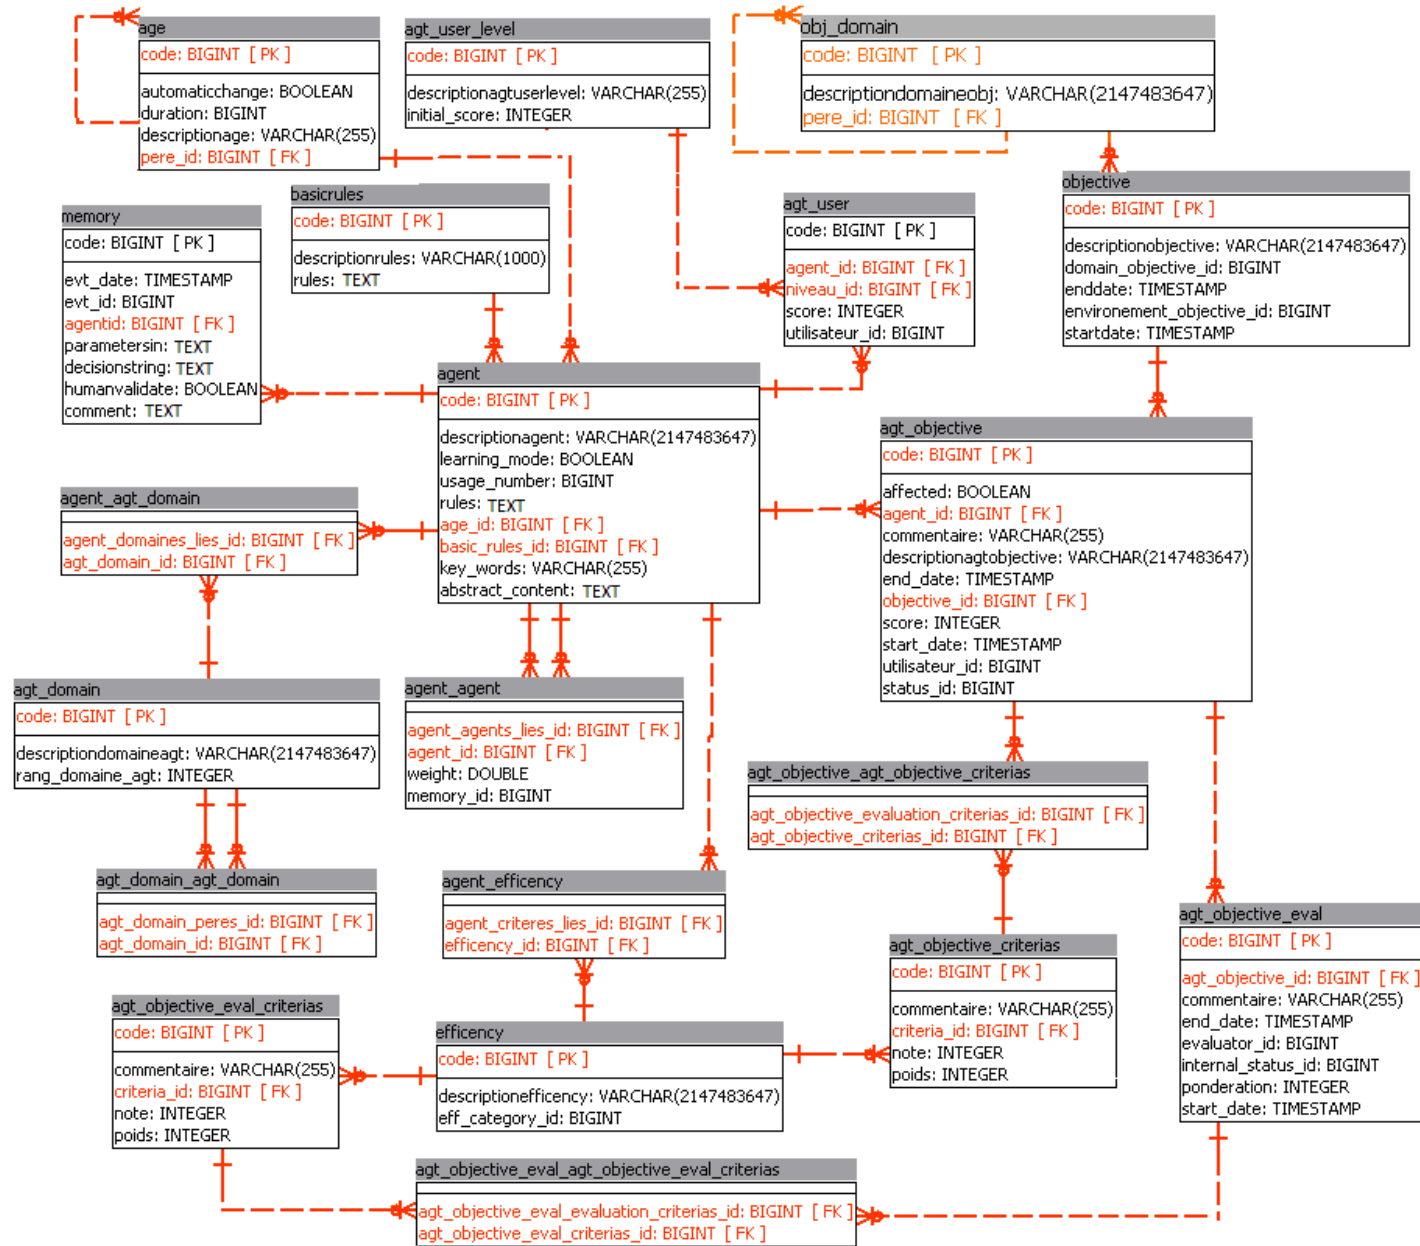 age
code: BIGINT [ PK ]
automaticchange: BOOLEAN
duration: BIGINT
descriptionage: VARCHAR(255)
pere_id: BIGINT [ FK ]
agt_user_level
code: BIGINT [ PK ]
descriptionagtuserlevel: VARCHAR(255)
initial_score: INTEGER
obj_domain
code: BIGINT [ PK ]
descriptiondomaineobj: VARCHAR(2147483647)
pere_id: BIGINT [ FK ]
memory
code: BIGINT [ PK ]
evt_date: TIMESTAMP
evt_id: BIGINT
agentid: BIGINT [ FK ]
parametersin: TEXT
decisionstring: TEXT
humanvalidate: BOOLEAN
comment: TEXT
basicrules
code: BIGINT [ PK ]
descriptionrules: VARCHAR(1000)
rules: TEXT
agt_user
code: BIGINT [ PK ]
agent_id: BIGINT [ FK ]
niveau_id: BIGINT [ FK ]
score: INTEGER
utilisateur_id: BIGINT
objective
code: BIGINT [ PK ]
descriptionobjective: VARCHAR(2147483647)
domain_objective_id: BIGINT
enddate: TIMESTAMP
environement_objective_id: BIGINT
startdate: TIMESTAMP
agent
code: BIGINT [ PK ]
descriptionagent: VARCHAR(2147483647)
learning_mode: BOOLEAN
usage_number: BIGINT
rules: TEXT
age_id: BIGINT [ FK ]
basic_rules_id: BIGINT [ FK ]
key_words: VARCHAR(255)
abstract_content: TEXT
agt_objective
code: BIGINT [ PK ]
affected: BOOLEAN
agent_id: BIGINT [ FK ]
commentaire: VARCHAR(255)
descriptionagtobjective: VARCHAR(2147483647)
end_date: TIMESTAMP
objective_id: BIGINT [ FK ]
score: INTEGER
start_date: TIMESTAMP
utilisateur_id: BIGINT
status_id: BIGINT
agent_agt_domain
agent_domaines_lies_id: BIGINT [ FK ]
agt_domain_id: BIGINT [ FK ]
agt_domain
code: BIGINT [ PK ]
descriptiondomaineagt: VARCHAR(2147483647)
rang_domaine_agt: INTEGER
agent_agent
agent_agents_lies_id: BIGINT [ FK ]
agent_id: BIGINT [ FK ]
weight: DOUBLE
memory_id: BIGINT
agt_objective_agt_objective_criterias
agt_objective_evaluation_criterias_id: BIGINT [ FK ]
agt_objective_criterias_id: BIGINT [ FK ]
agt_domain_agt_domain
agt_domain_peres_id: BIGINT [ FK ]
agt_domain_id: BIGINT [ FK ]
agent_efficency
agent_criteres_lies_id: BIGINT [ FK ]
efficency_id: BIGINT [ FK ]
agt_objective_criterias
code: BIGINT [ PK ]
commentaire: VARCHAR(255)
criteria_id: BIGINT [ FK ]
note: INTEGER
poids: INTEGER
agt_objective_eval
code: BIGINT [ PK ]
agt_objective_id: BIGINT [ FK ]
commentaire: VARCHAR(255)
end_date: TIMESTAMP
evaluator_id: BIGINT
internal_status_id: BIGINT
ponderation: INTEGER
start_date: TIMESTAMP
agt_objective_eval_criterias
code: BIGINT [ PK ]
commentaire: VARCHAR(255)
criteria_id: BIGINT [ FK ]
note: INTEGER
poids: INTEGER
efficency
code: BIGINT [ PK ]
descriptionefficency: VARCHAR(2147483647)
eff_category_id: BIGINT
agt_objective_eval_agt_objective_eval_criterias
agt_objective_eval_evaluation_criterias_id: BIGINT [ FK ]
agt_objective_eval_criterias_id: BIGINT [ FK ]